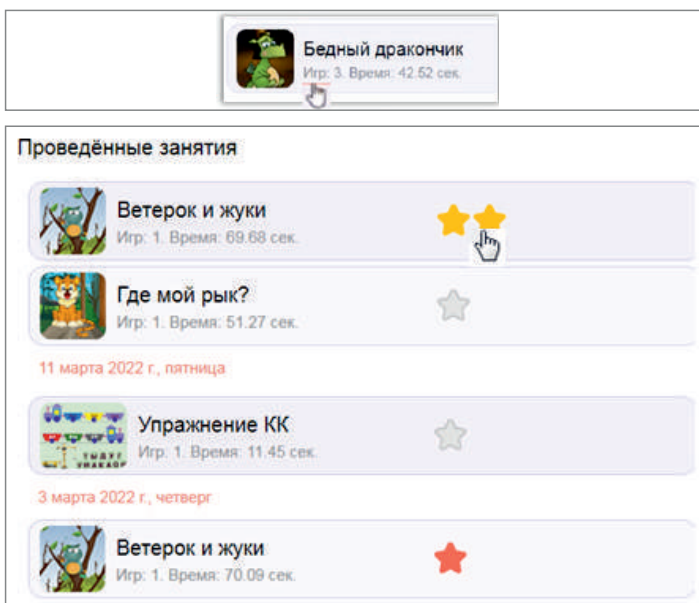 Бедный дракончик
Игр: 3. Время: 42.52 сек.
Проведённые занятия
Ветерок и жуки
Игр: 1. Время: 69.68 сек.
Где мой рык?
Игр: 1. Время: 51.27 сек.
11 марта 2022 г., пятница
Упражнение КК
Игр: 1. Время: 11.45 сек.
3 марта 2022 г., четверг
Ветерок и жуки
Игр: 1. Время: 70.09 сек.